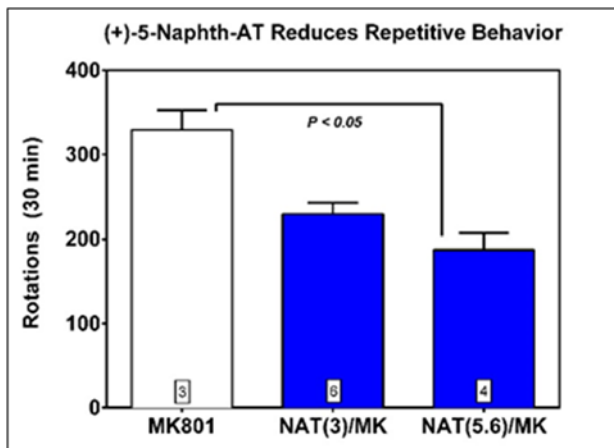 (+)-5-Naphth-AT Reduces Repetitive Behavior
400
P < 0.05
300
Rotations (30 min)
200
100
0
3
6
4
MK801
NAT(3)/MK
NAT(5.6)/MK